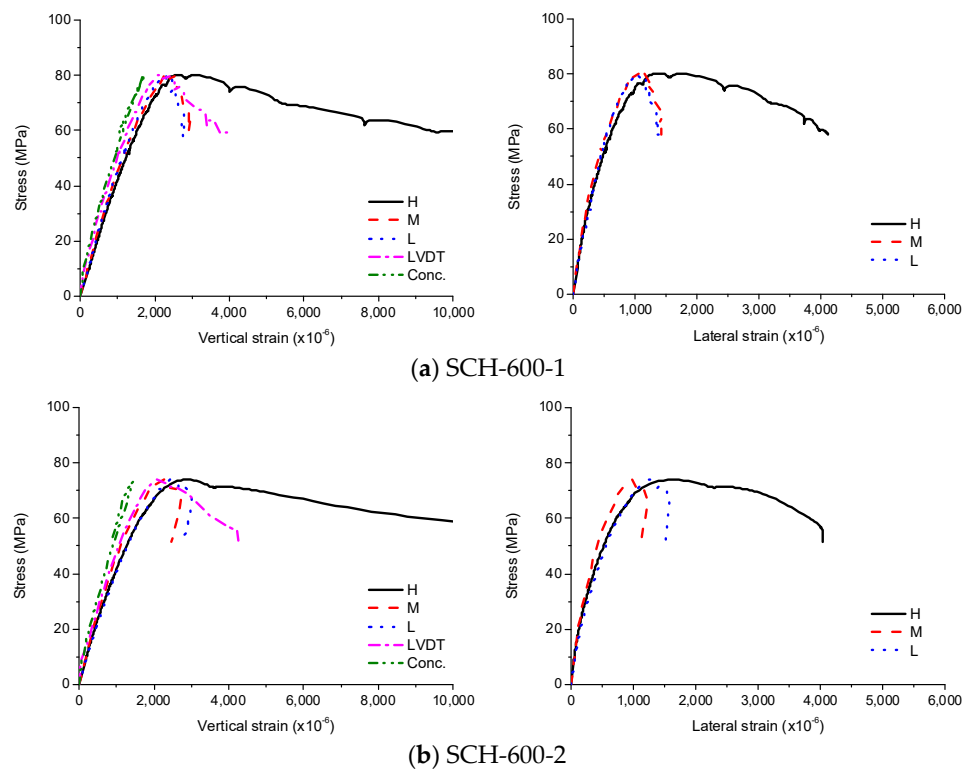 100
80
60
40
20
0
Stress (MPa)
H
M
L
LVDT
Conc.
0 2,000 4,000 6,000 8,000 10,000
Vertical strain (x10⁻⁶)
100
80
60
40
20
0
Stress (MPa)
H
M
L
0 1,000 2,000 3,000 4,000 5,000 6,000
Lateral strain (x10⁻⁶)
(a) SCH-600-1
100
80
60
40
20
0
Stress (MPa)
H
M
L
LVDT
Conc.
0 2,000 4,000 6,000 8,000 10,000
Vertical strain (x10⁻⁶)
100
80
60
40
20
0
Stress (MPa)
H
M
L
0 1,000 2,000 3,000 4,000 5,000 6,000
Lateral strain (x10⁻⁶)
(b) SCH-600-2